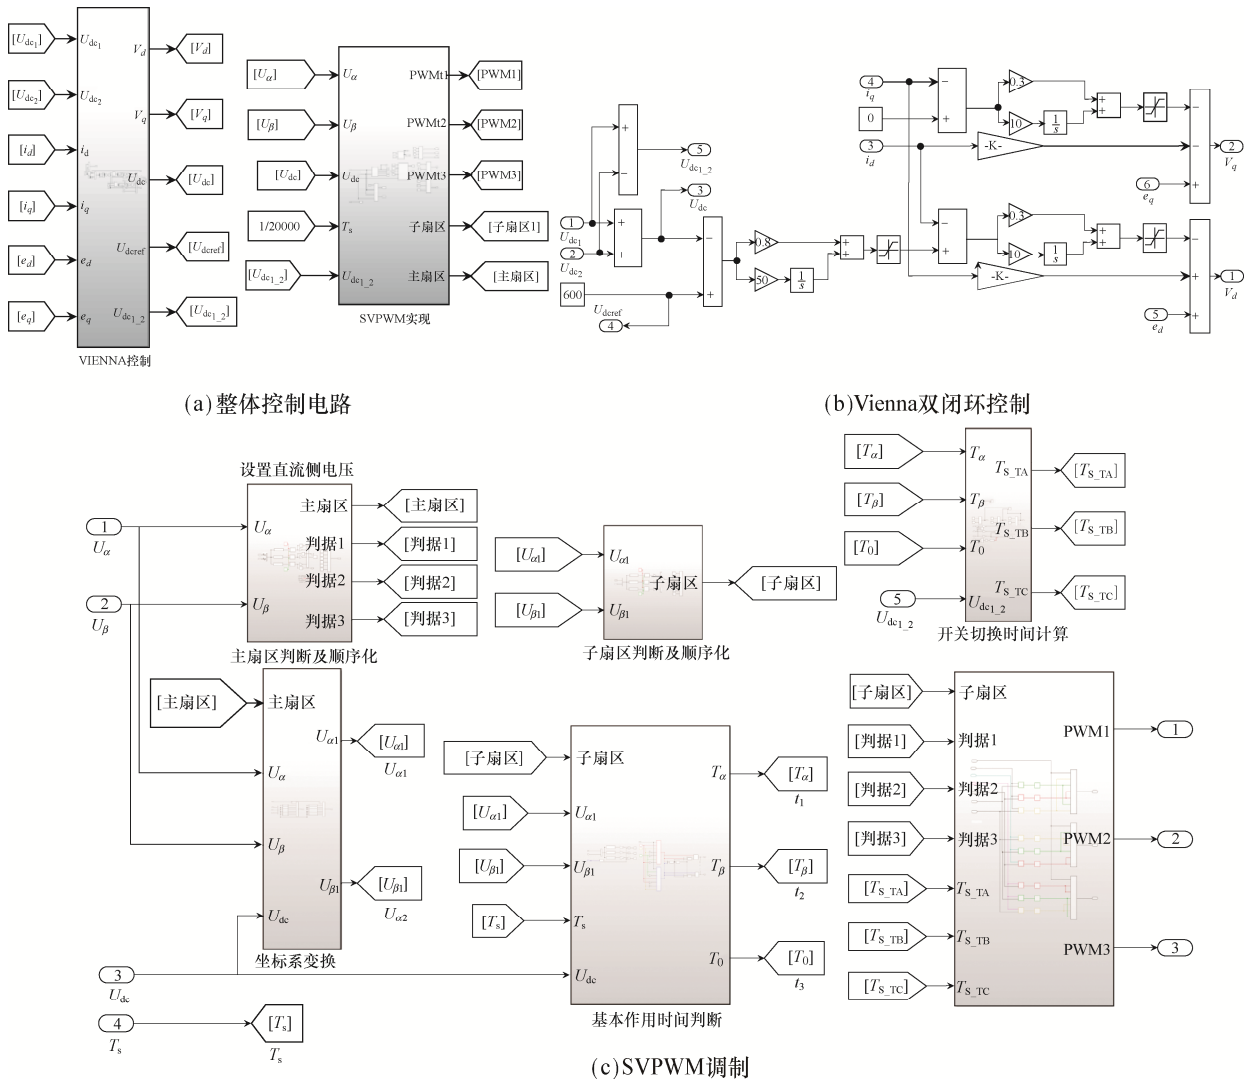 [Udc1]
Udc1
Vd
[Vd]
[Udc2]
Udc2
Vq
[Vq]
[id]
id
Udc
[Udc]
[iq]
iq
Udcref
[Udcref]
[ed]
ed
Udc1_2
[Udc1_2]
[eq]
eq
VIENNA控制
[Uα]
Uα
PWMt1
[PWM1]
[Uβ]
Uβ
PWMt2
[PWM2]
[Udc]
Udc
PWMt3
[PWM3]
1/20000
Ts
子扇区
[子扇区1]
[Udc1_2]
Udc1_2
主扇区
[主扇区]
SVPWM实现
(a)整体控制电路
+
−
5
Udc1_2
3
Udc
1
Udc1
2
Udc2
+
600
Udcref
4
−
+
0.8
50
1/s
+
+
4
iq
0
3
id
−
+
0.3
10
1/s
+
+
-K-
−
−
+
2
Vq
6
eq
−
+
0.3
10
1/s
+
+
-K-
−
+
+
1
Vd
5
ed
(b)Vienna双闭环控制
设置直流侧电压
1
Uα
2
Uβ
Uα
Uβ
主扇区
[主扇区]
判据1
[判据1]
判据2
[判据2]
判据3
[判据3]
主扇区判断及顺序化
[主扇区]
主扇区
Uα1
[Uα1]
Uα1
Uα
Uβ
Uβ1
[Uβ1]
Uα2
Udc
坐标系变换
3
Udc
4
Ts
[Ts]
Ts
[Uα1]
Uα1
子扇区
[子扇区]
[Uβ1]
Uβ1
子扇区判断及顺序化
[子扇区]
子扇区
Tα
[Tα]
t1
[Uα1]
Uα1
[Uβ1]
Uβ1
Tβ
[Tβ]
t2
[Ts]
Ts
T0
[T0]
t3
Udc
基本作用时间判断
[Tα]
Tα
TS_TA
[TS_TA]
[Tβ]
Tβ
TS_TB
[TS_TB]
[T0]
T0
TS_TC
[TS_TC]
5
Udc1_2
Udc1_2
开关切换时间计算
[子扇区]
子扇区
PWM1
1
[判据1]
判据1
[判据2]
判据2
[判据3]
判据3
PWM2
2
[TS_TA]
TS_TA
[TS_TB]
TS_TB
PWM3
3
[TS_TC]
TS_TC
(c)SVPWM调制